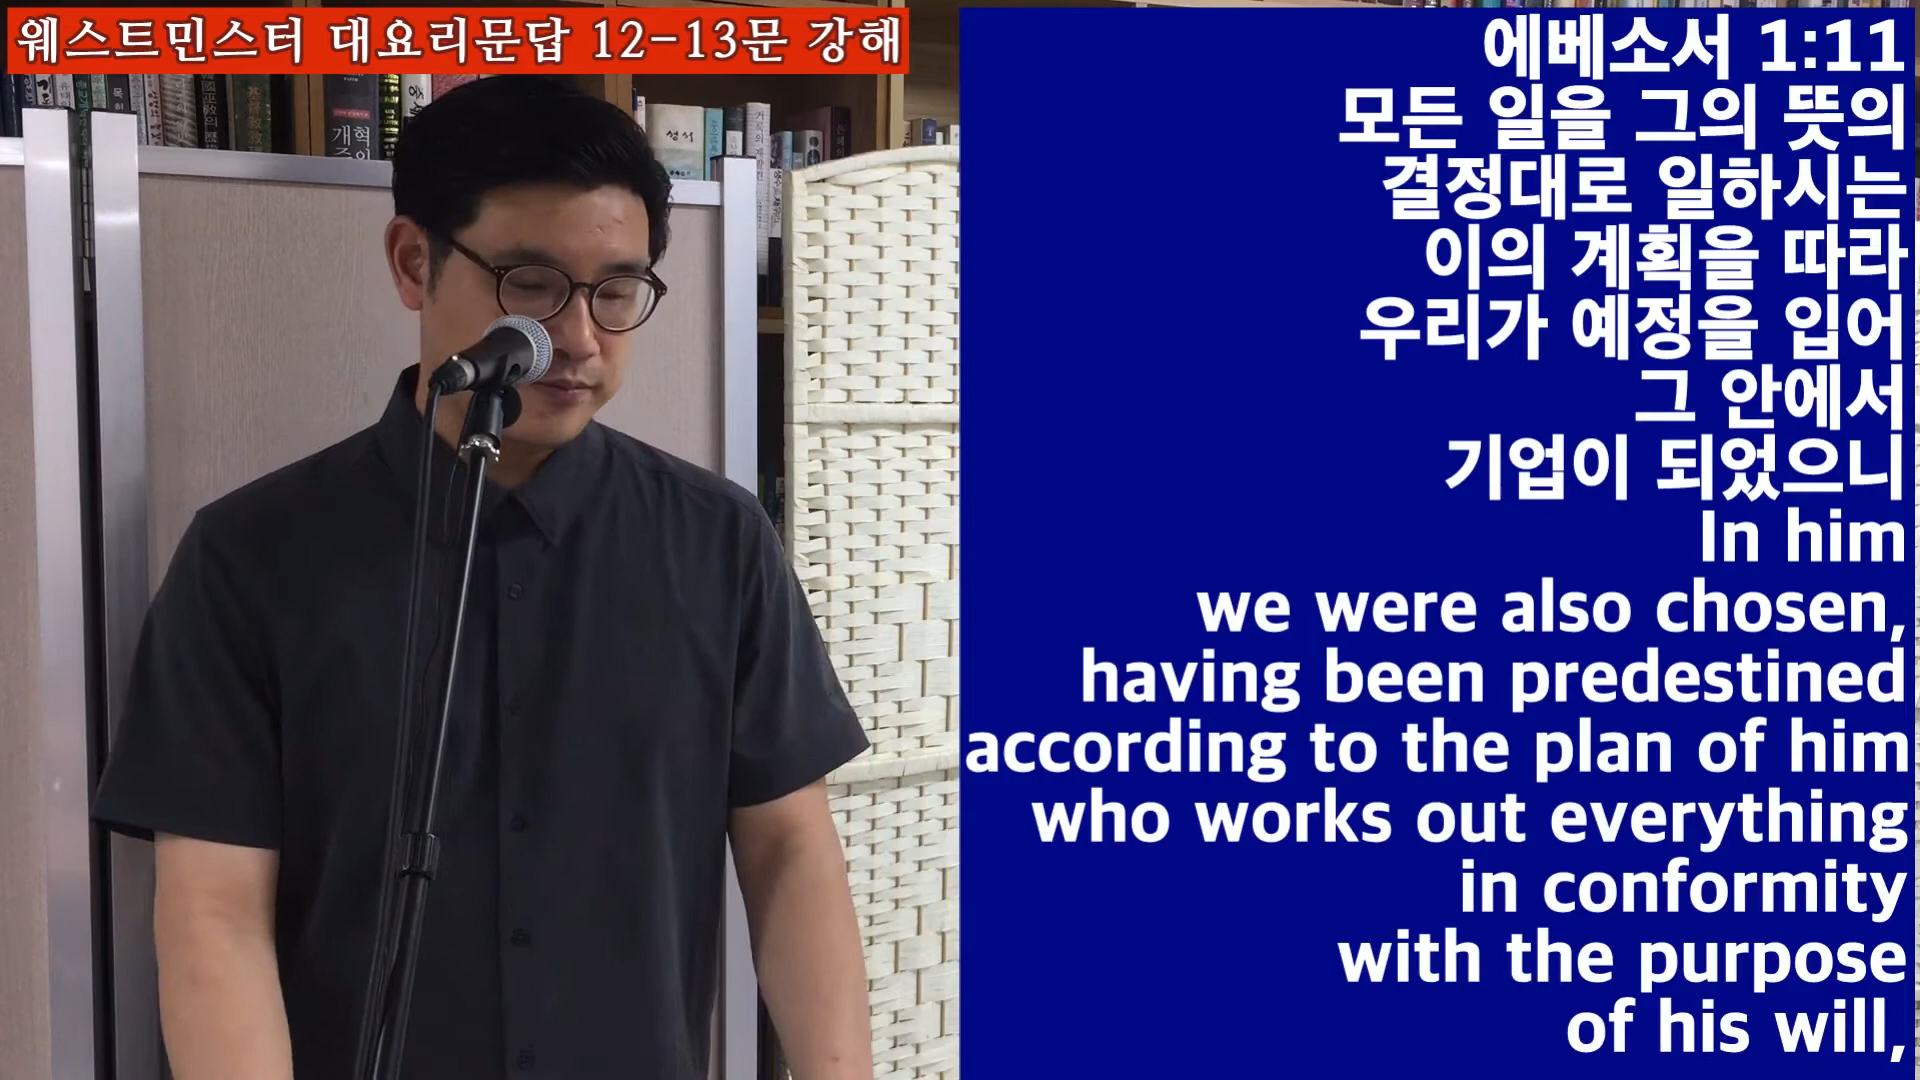 웨스트민스터 대요리문답 12-13문 강해
에베소서 1:11
모든 일을 그의 뜻의
결정대로 일하시는
이의 계획을 따라
우리가 예정을 입어
그 안에서
기업이 되었으니
In him
we were also chosen,
having been predestined
according to the plan of him
who works out everything
in conformity
with the purpose
of his will,
개혁
성서